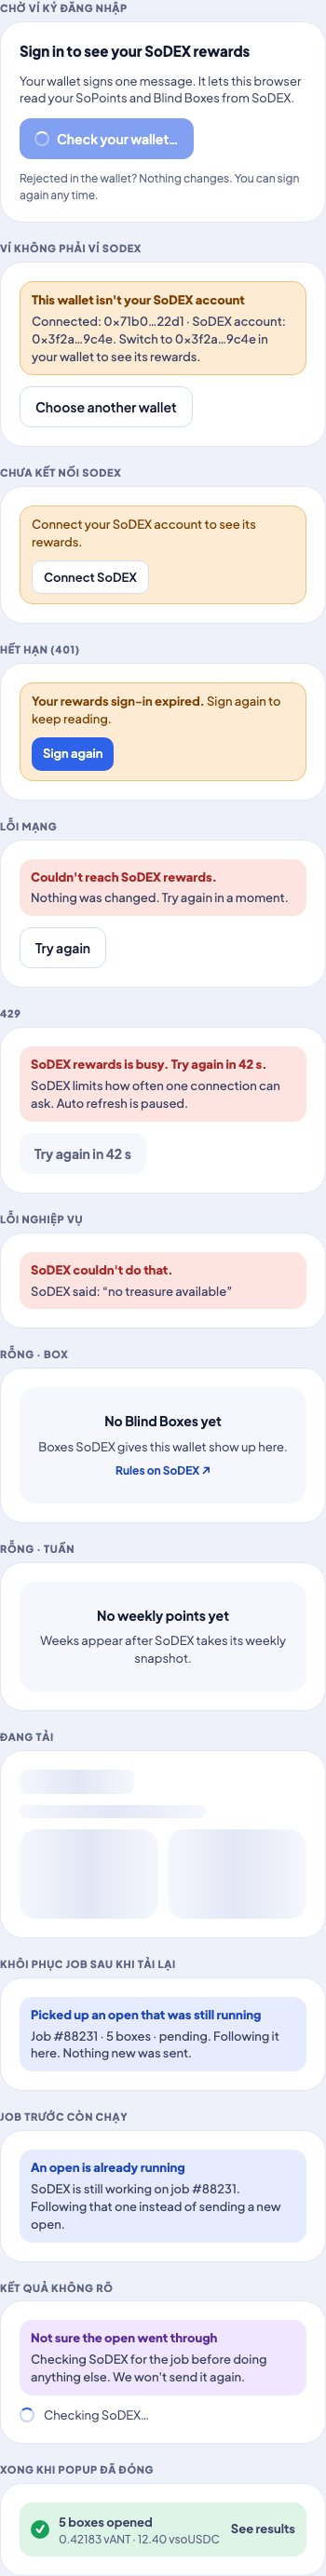 CHỜ VÍ KÝ ĐĂNG NHẬP
Sign in to see your SoDEX rewards
Your wallet signs one message. It lets this browser
read your SoPoints and Blind Boxes from SoDEX.
Check your wallet…
Rejected in the wallet? Nothing changes. You can sign
again any time.
VÍ KHÔNG PHẢI VÍ SODEX
This wallet isn't your SoDEX account
Connected: 0×71b0…22d1 · SoDEX account:
0×3f2a…9c4e. Switch to 0×3f2a…9c4e in
your wallet to see its rewards.
Choose another wallet
CHƯA KẾT NỐI SODEX
Connect your SoDEX account to see its
rewards.
Connect SoDEX
HẾT HẠN (401)
Your rewards sign-in expired. Sign again to
keep reading.
Sign again
LỖI MẠNG
Couldn't reach SoDEX rewards.
Nothing was changed. Try again in a moment.
Try again
429
SoDEX rewards is busy. Try again in 42 s.
SoDEX limits how often one connection can
ask. Auto refresh is paused.
Try again in 42 s
LỖI NGHIỆP VỤ
SoDEX couldn't do that.
SoDEX said: “no treasure available”
RỖNG · BOX
No Blind Boxes yet
Boxes SoDEX gives this wallet show up here.
Rules on SoDEX ↗
RỖNG · TUẦN
No weekly points yet
Weeks appear after SoDEX takes its weekly
snapshot.
ĐANG TẢI
KHÔI PHỤC JOB SAU KHI TẢI LẠI
Picked up an open that was still running
Job #88231 · 5 boxes · pending. Following it
here. Nothing new was sent.
JOB TRƯỚC CÒN CHẠY
An open is already running
SoDEX is still working on job #88231.
Following that one instead of sending a new
open.
KẾT QUẢ KHÔNG RÕ
Not sure the open went through
Checking SoDEX for the job before doing
anything else. We won't send it again.
Checking SoDEX…
XONG KHI POPUP ĐÃ ĐÓNG
5 boxes opened
0.42183 vANT · 12.40 vsoUSDC
See results